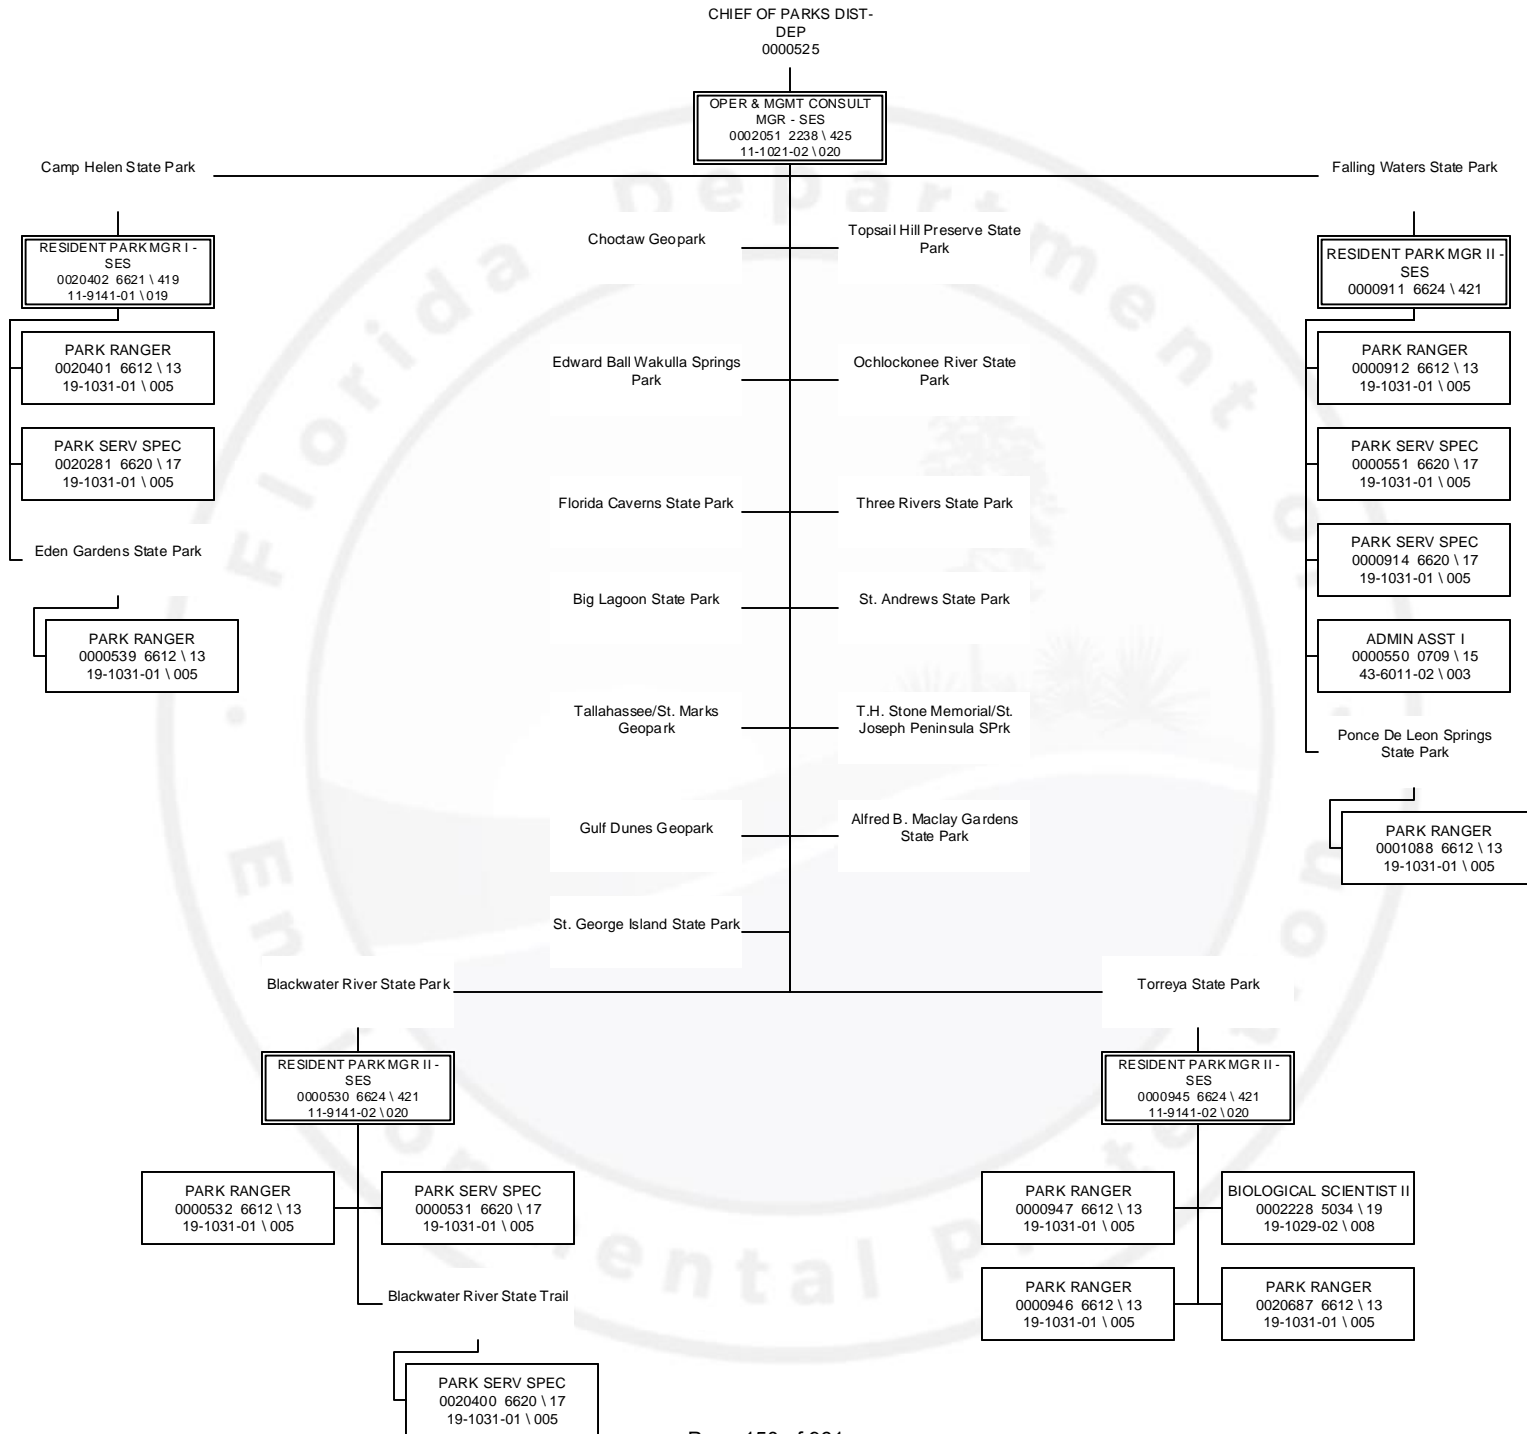 CHIEF OF PARKS DIST-
DEP
0000525
OPER & MGMT CONSULT
MGR - SES
0002051 2238 \ 425
11-1021-02 \ 020
Camp Helen State Park
Falling Waters State Park
RESIDENT PARK MGR I -
SES
0020402 6621 \ 419
11-9141-01 \ 019
PARK RANGER
0020401 6612 \ 13
19-1031-01 \ 005
PARK SERV SPEC
0020281 6620 \ 17
19-1031-01 \ 005
Eden Gardens State Park
PARK RANGER
0000539 6612 \ 13
19-1031-01 \ 005
Choctaw Geopark
Topsail Hill Preserve State
Park
Edward Ball Wakulla Springs
Park
Ochlockonee River State
Park
Florida Caverns State Park
Three Rivers State Park
Big Lagoon State Park
St. Andrews State Park
Tallahassee/St. Marks
Geopark
T.H. Stone Memorial/St.
Joseph Peninsula SPrk
Gulf Dunes Geopark
Alfred B. Maclay Gardens
State Park
St. George Island State Park
RESIDENT PARK MGR II -
SES
0000911 6624 \ 421
PARK RANGER
0000912 6612 \ 13
19-1031-01 \ 005
PARK SERV SPEC
0000551 6620 \ 17
19-1031-01 \ 005
PARK SERV SPEC
0000914 6620 \ 17
19-1031-01 \ 005
ADMIN ASST I
0000550 0709 \ 15
43-6011-02 \ 003
Ponce De Leon Springs
State Park
PARK RANGER
0001088 6612 \ 13
19-1031-01 \ 005
Blackwater River State Park
RESIDENT PARK MGR II -
SES
0000530 6624 \ 421
11-9141-02 \ 020
PARK RANGER
0000532 6612 \ 13
19-1031-01 \ 005
PARK SERV SPEC
0000531 6620 \ 17
19-1031-01 \ 005
Blackwater River State Trail
PARK SERV SPEC
0020400 6620 \ 17
19-1031-01 \ 005
Torreya State Park
RESIDENT PARK MGR II -
SES
0000945 6624 \ 421
11-9141-02 \ 020
PARK RANGER
0000947 6612 \ 13
19-1031-01 \ 005
BIOLOGICAL SCIENTIST II
0002228 5034 \ 19
19-1029-02 \ 008
PARK RANGER
0000946 6612 \ 13
19-1031-01 \ 005
PARK RANGER
0020687 6612 \ 13
19-1031-01 \ 005
Florida Department of